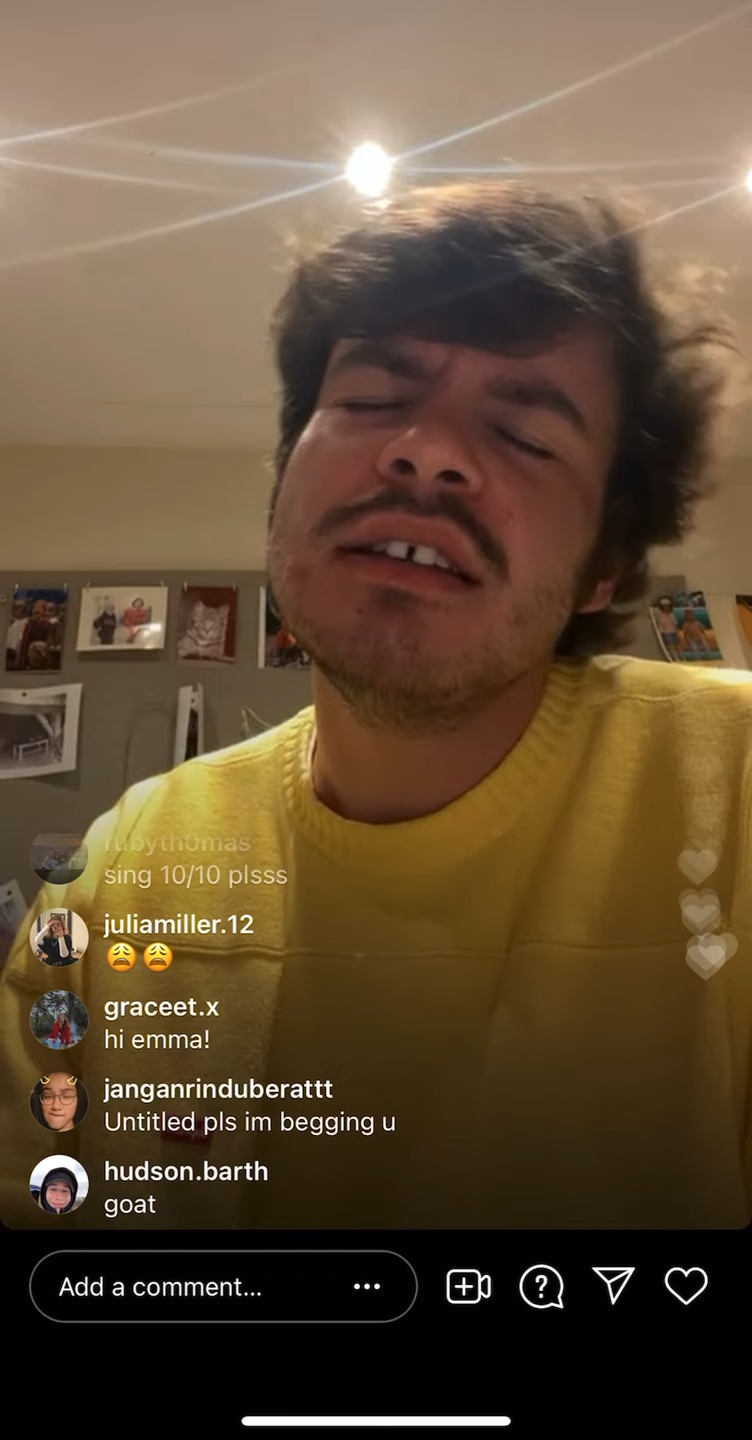 rubyth0mas
sing 10/10 plsss
juliamiller.12
😩😩
graceet.x
hi emma!
janganrinduberattt
Untitled pls im begging u
hudson.barth
goat
Add a comment...